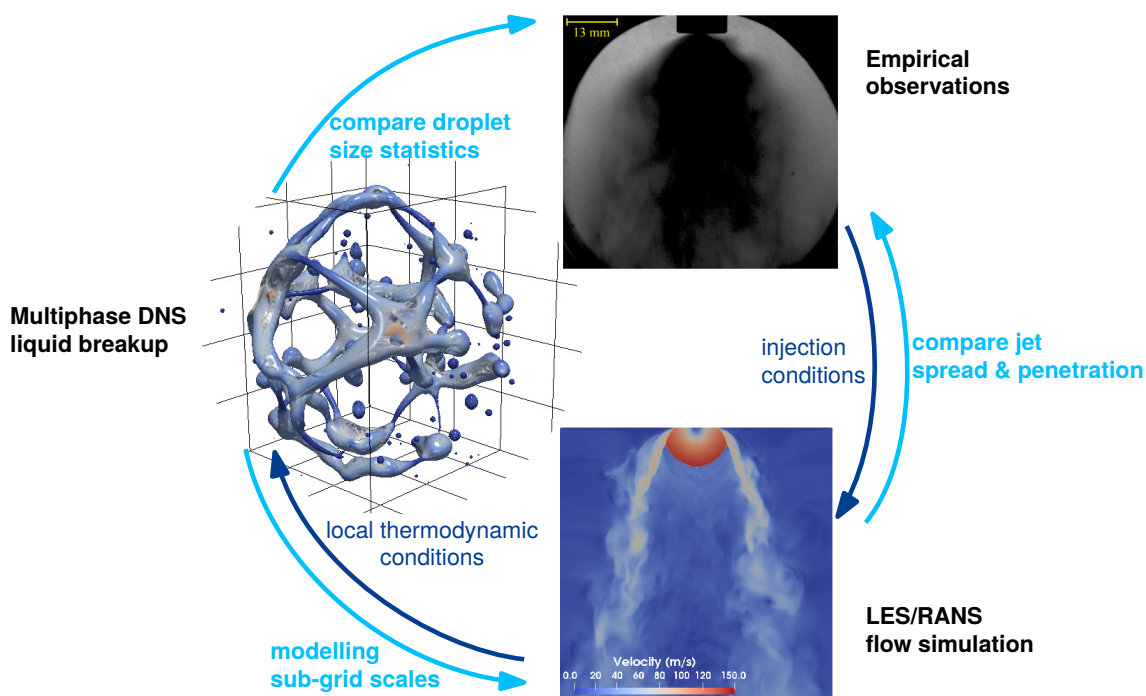 13 mm
Empirical
observations
compare droplet
size statistics
Multiphase DNS
liquid breakup
injection
conditions
compare jet
spread & penetration
local thermodynamic
conditions
LES/RANS
flow simulation
modelling
sub-grid scales
Velocity (m/s)
0.0 20 40 60 80 100 120 150.0